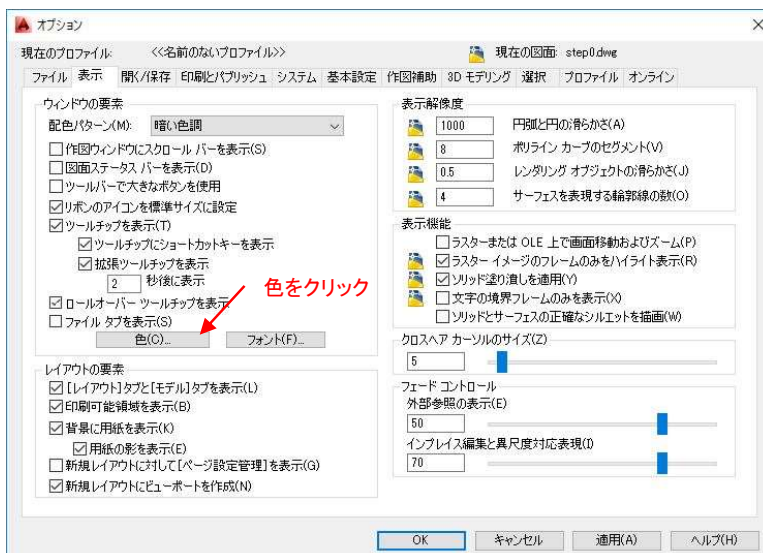 オプション
現在のプロファイル: <<名前のないプロファイル>> 現在の図面: step0.dwg
ファイル 表示 開く/保存 印刷とパブリッシュ システム 基本設定 作図補助 3D モデリング 選択 プロファイル オンライン
ウィンドウの要素
配色パターン(M): 暗い色調
作図ウィンドウにスクロール バーを表示(S)
図面ステータス バーを表示(D)
ツールバーで大きなボタンを使用
リボンのアイコンを標準サイズに設定
ツールチップを表示(T)
ツールチップにショートカットキーを表示
拡張ツールチップを表示
2 秒後に表示
ロールオーバー ツールチップを表示
ファイル タブを表示(S)
色(C)... フォント(F)...
色をクリック
レイアウトの要素
[レイアウト]タブと[モデル]タブを表示(L)
印刷可能領域を表示(B)
背景に用紙を表示(K)
用紙の影を表示(E)
新規レイアウトに対して[ページ設定管理]を表示(G)
新規レイアウトにビューポートを作成(N)
表示解像度
1000 円弧と円の滑らかさ(A)
8 ポリライン カーブのセグメント(V)
0.5 レンダリング オブジェクトの滑らかさ(J)
4 サーフェスを表現する輪郭線の数(O)
表示機能
ラスターまたは OLE 上で画面移動およびズーム(P)
ラスター イメージのフレームのみをハイライト表示(R)
ソリッド塗り潰しを適用(Y)
文字の境界フレームのみを表示(X)
ソリッドとサーフェスの正確なシルエットを描画(W)
クロスヘア カーソルのサイズ(Z)
5
フェード コントロール
外部参照の表示(E)
50
インプレイス編集と異尺度対応表現(I)
70
OK キャンセル 適用(A) ヘルプ(H)